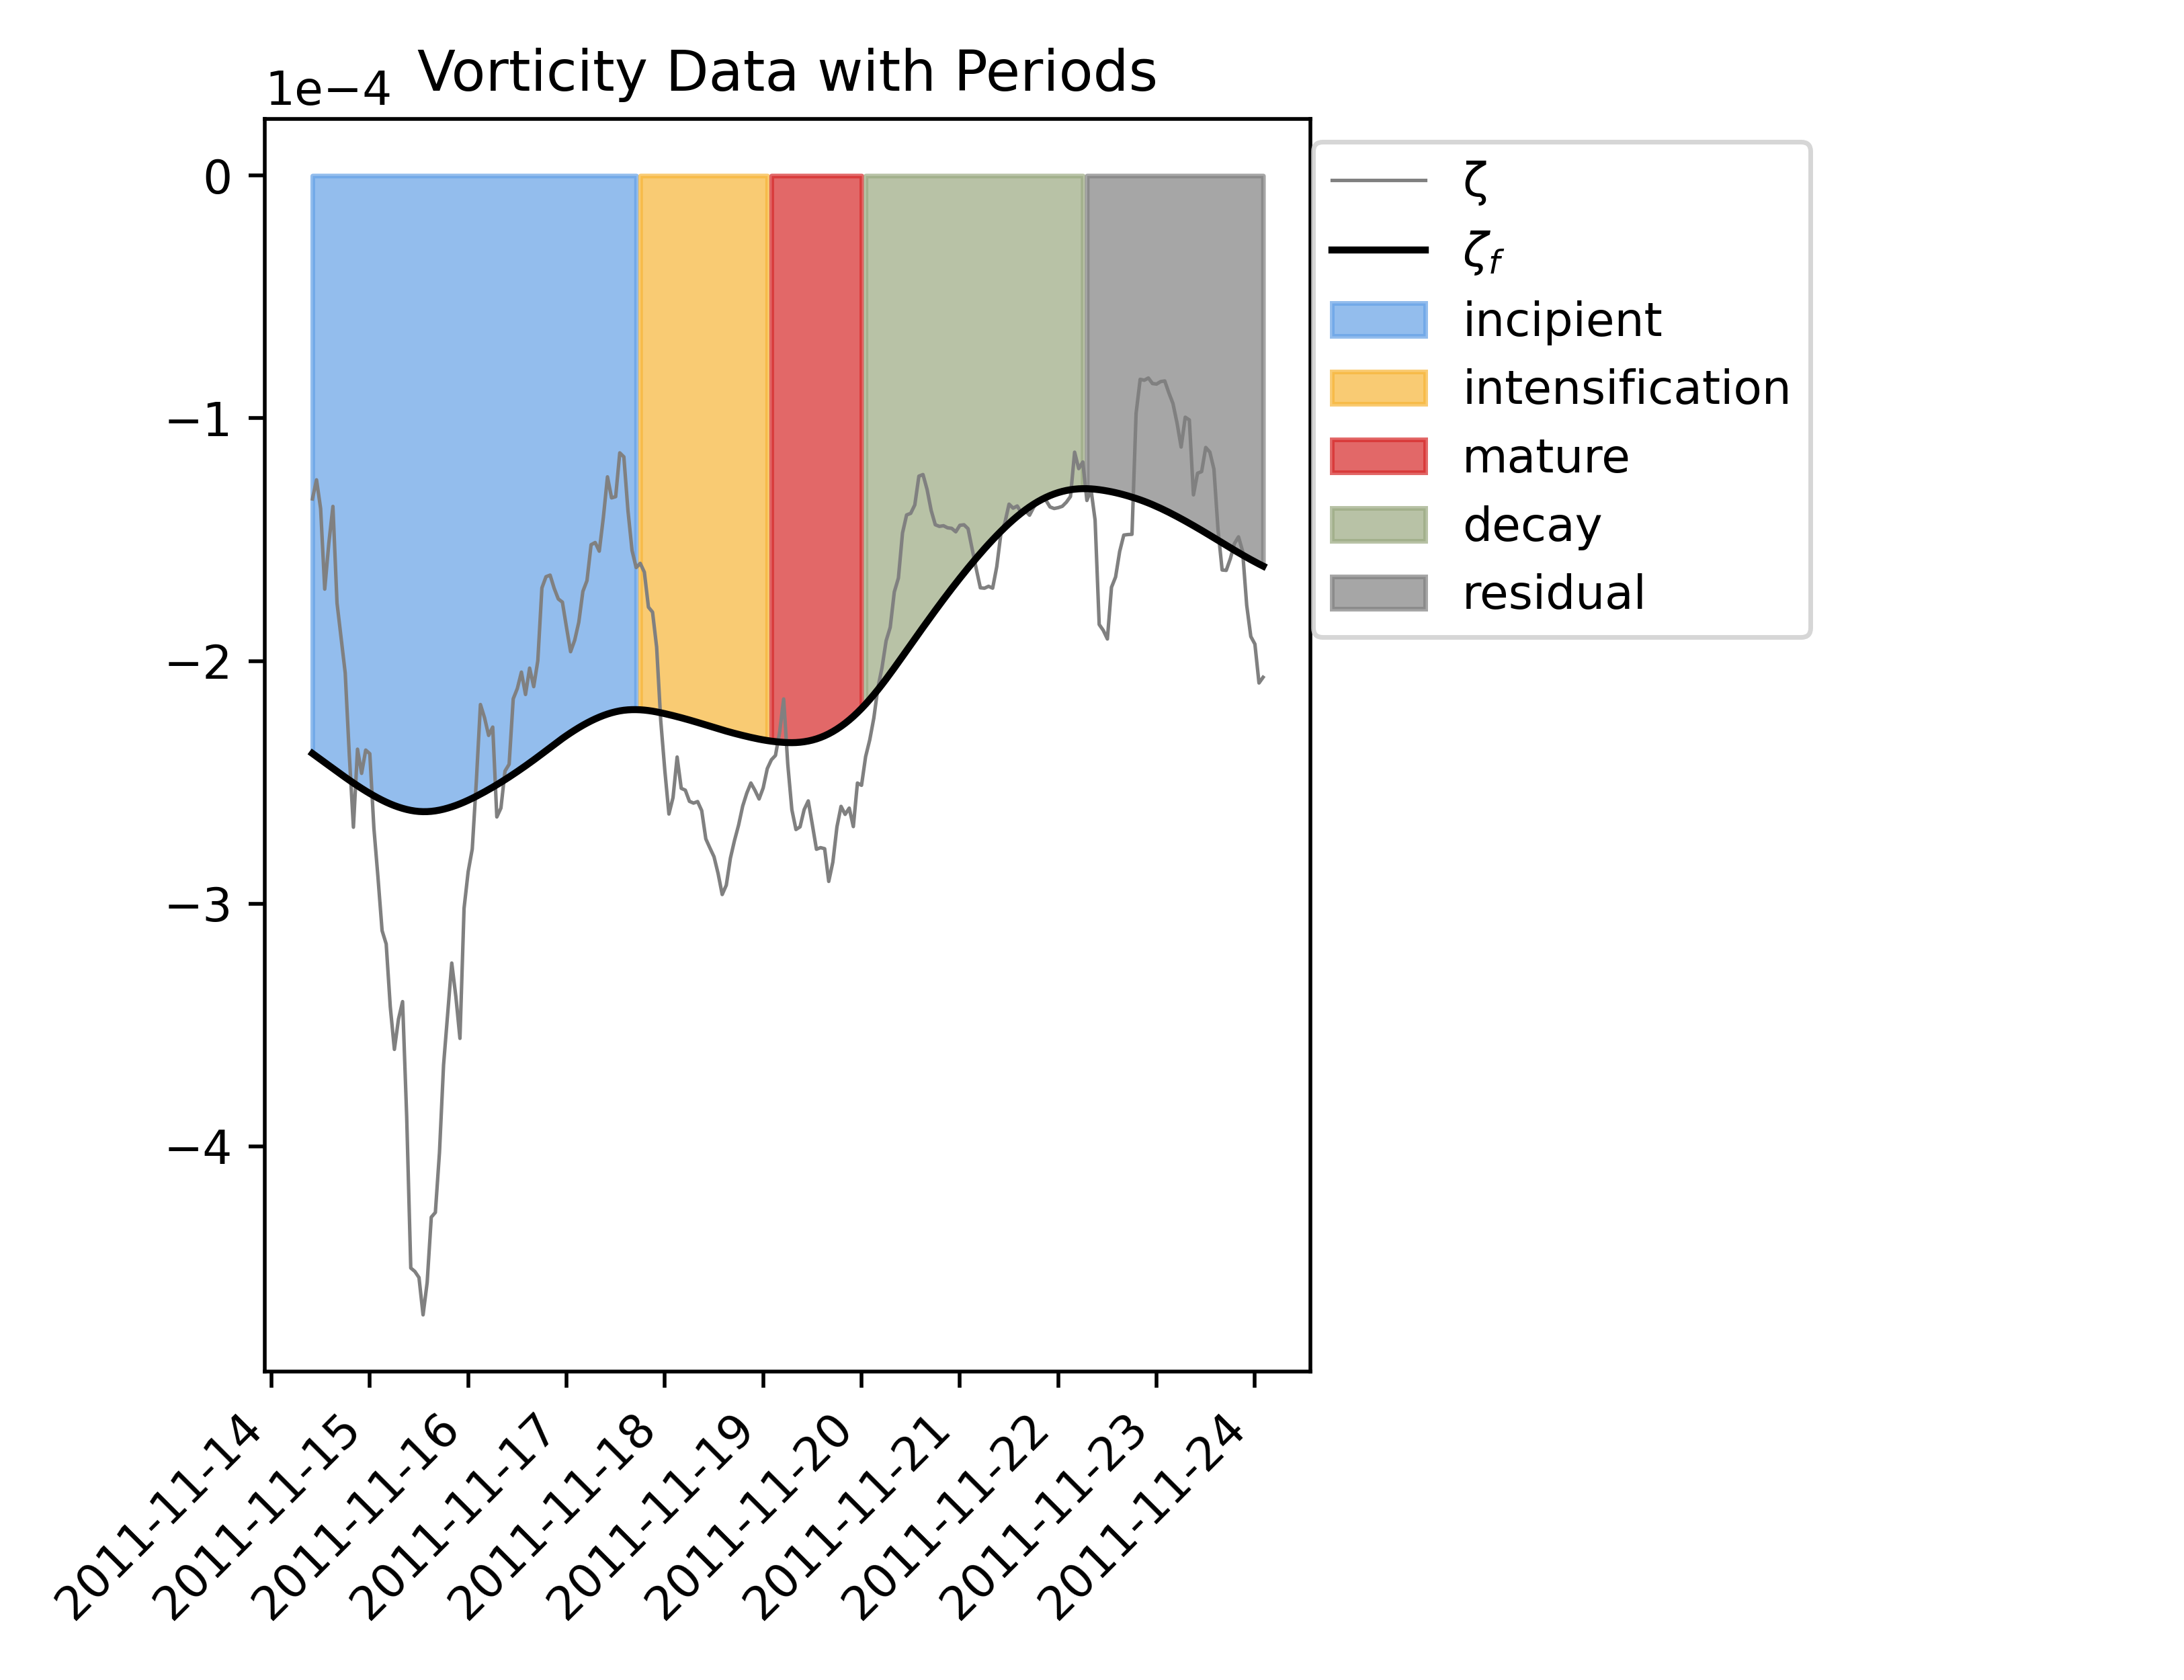 Vorticity Data with Periods
1e−4
0
−1
−2
−3
−4
2011-11-14
2011-11-15
2011-11-16
2011-11-17
2011-11-18
2011-11-19
2011-11-20
2011-11-21
2011-11-22
2011-11-23
2011-11-24
ζ
ζf
incipient
intensification
mature
decay
residual